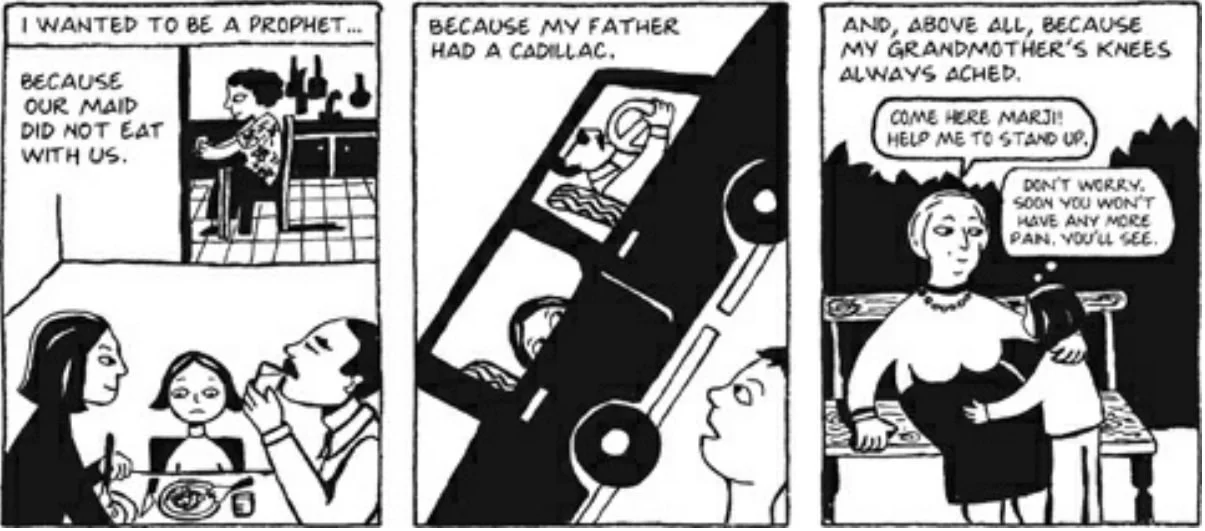 I WANTED TO BE A PROPHET...
BECAUSE
OUR MAID
DID NOT EAT
WITH US.
BECAUSE MY FATHER
HAD A CADILLAC.
AND, ABOVE ALL, BECAUSE
MY GRANDMOTHER'S KNEES
ALWAYS ACHED.
COME HERE MARJI!
HELP ME TO STAND UP.
DON'T WORRY,
SOON YOU WON'T
HAVE ANY MORE
PAIN. YOU'LL SEE.